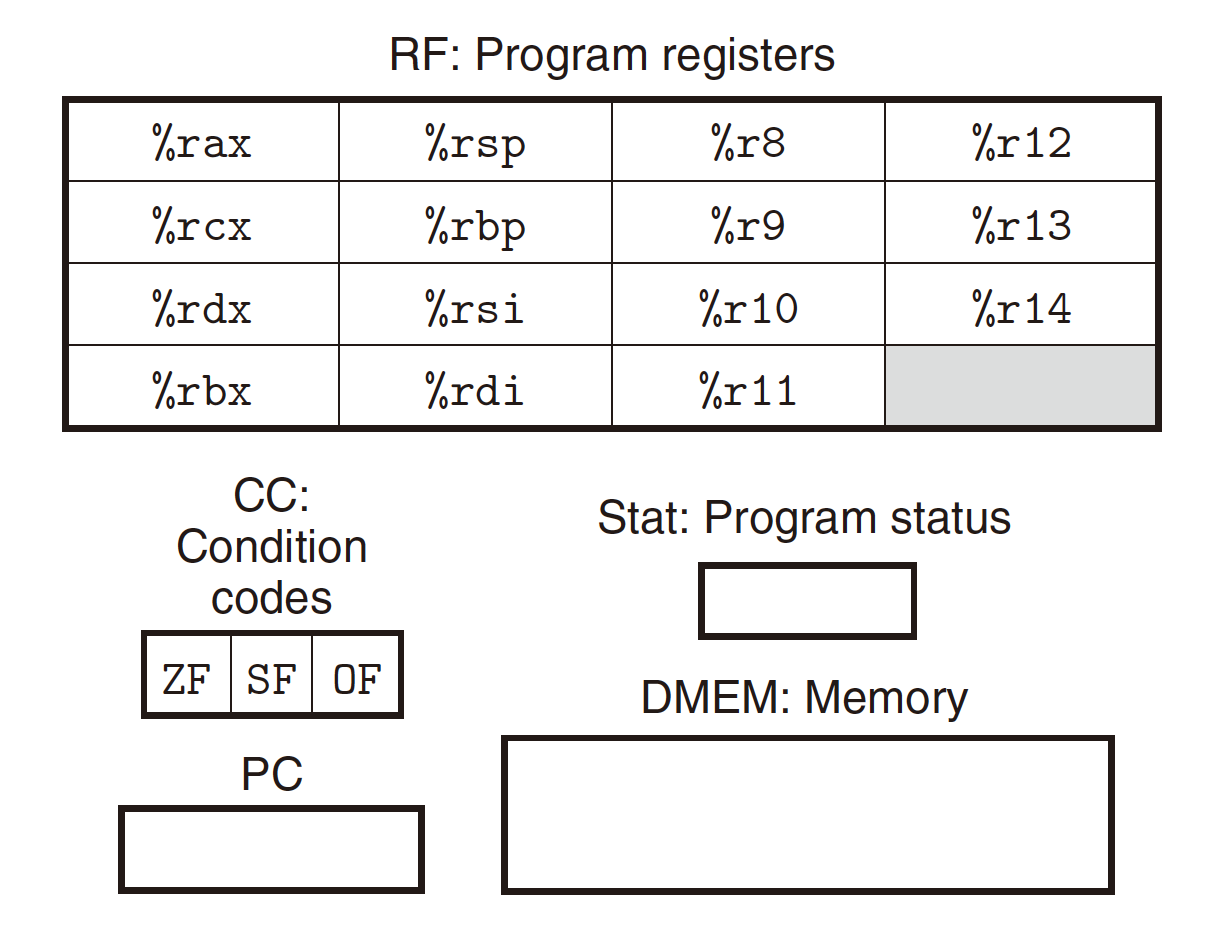 RF: Program registers
%rax %rsp %r8 %r12
%rcx %rbp %r9 %r13
%rdx %rsi %r10 %r14
%rbx %rdi %r11
CC:
Condition
codes
ZF SF OF
Stat: Program status
PC
DMEM: Memory